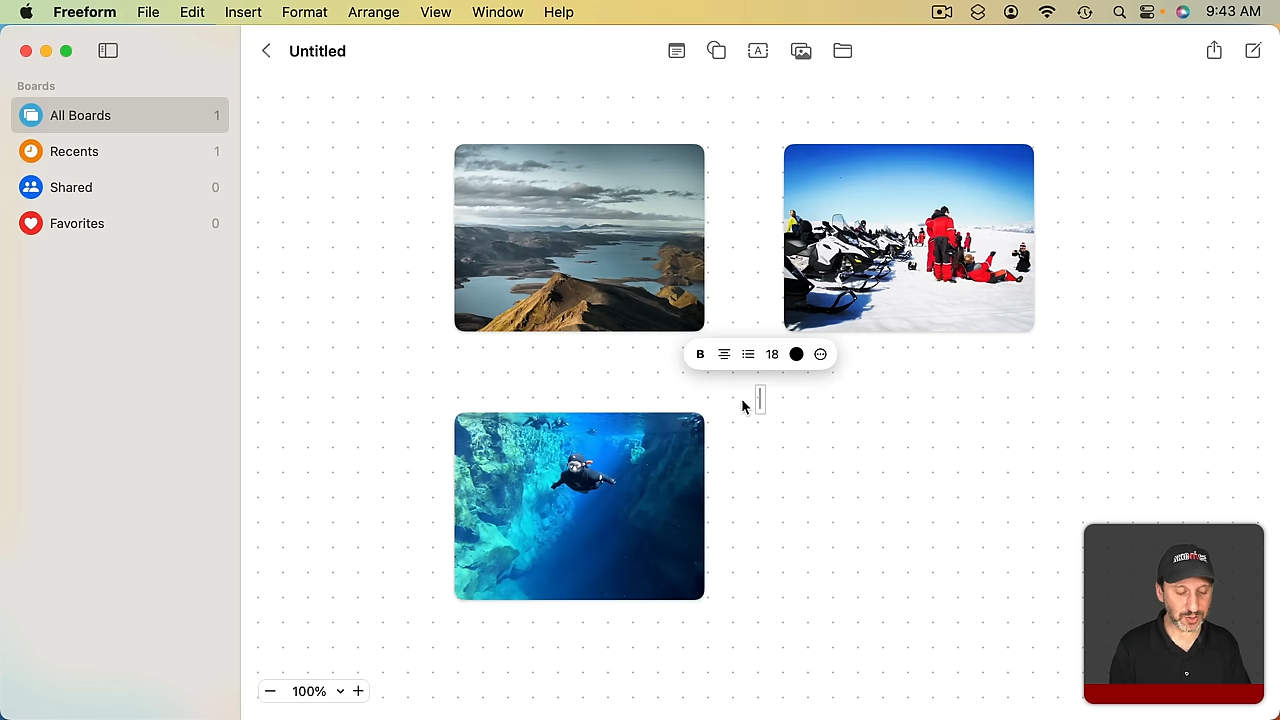 Freeform File Edit Insert Format Arrange View Window Help 9:43 AM
Untitled
A
Boards
All Boards 1
Recents 1
Shared 0
Favorites 0
B 18
100%